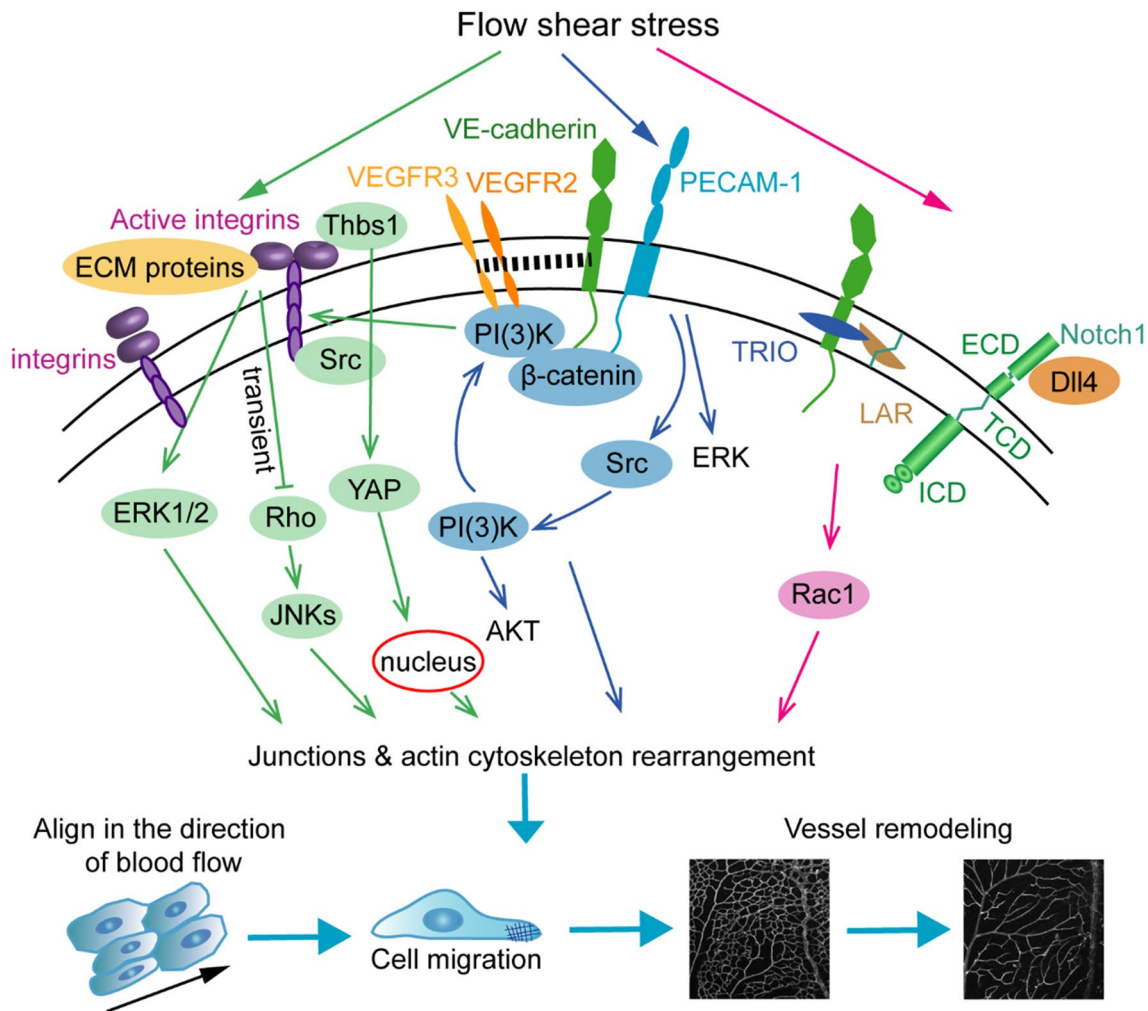 Flow shear stress
VE-cadherin
VEGFR3
VEGFR2
PECAM-1
Active integrins
Thbs1
ECM proteins
integrins
Src
transient
PI(3)K
β-catenin
TRIO
LAR
ECD
Notch1
Dll4
TCD
ICD
ERK1/2
Rho
YAP
Src
ERK
PI(3)K
JNKs
AKT
Rac1
nucleus
Junctions & actin cytoskeleton rearrangement
Align in the direction
of blood flow
Cell migration
Vessel remodeling